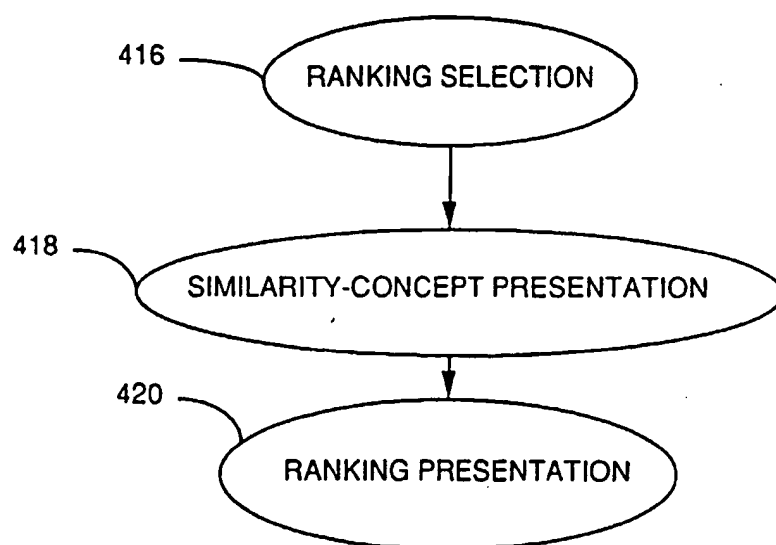 416
RANKING SELECTION
418
SIMILARITY-CONCEPT PRESENTATION
420
RANKING PRESENTATION